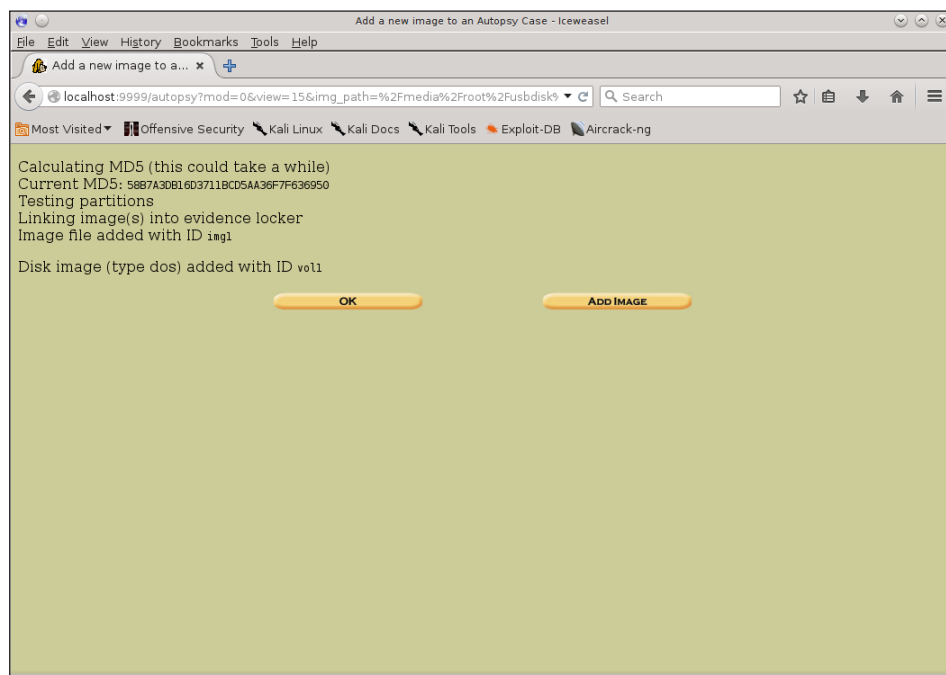 Add a new image to an Autopsy Case - Iceweasel
File Edit View History Bookmarks Tools Help
Add a new image to a...
localhost:9999/autopsy?mod=0&view=15&img_path=%2Fmedia%2Froot%2Fusbdisk%
Search
Most Visited Offensive Security Kali Linux Kali Docs Kali Tools Exploit-DB Aircrack-ng
Calculating MD5 (this could take a while)
Current MD5: 58B7A3DB16D3711BCD5AA36F7F636950
Testing partitions
Linking image(s) into evidence locker
Image file added with ID img1
Disk image (type dos) added with ID vol1
OK ADD IMAGE